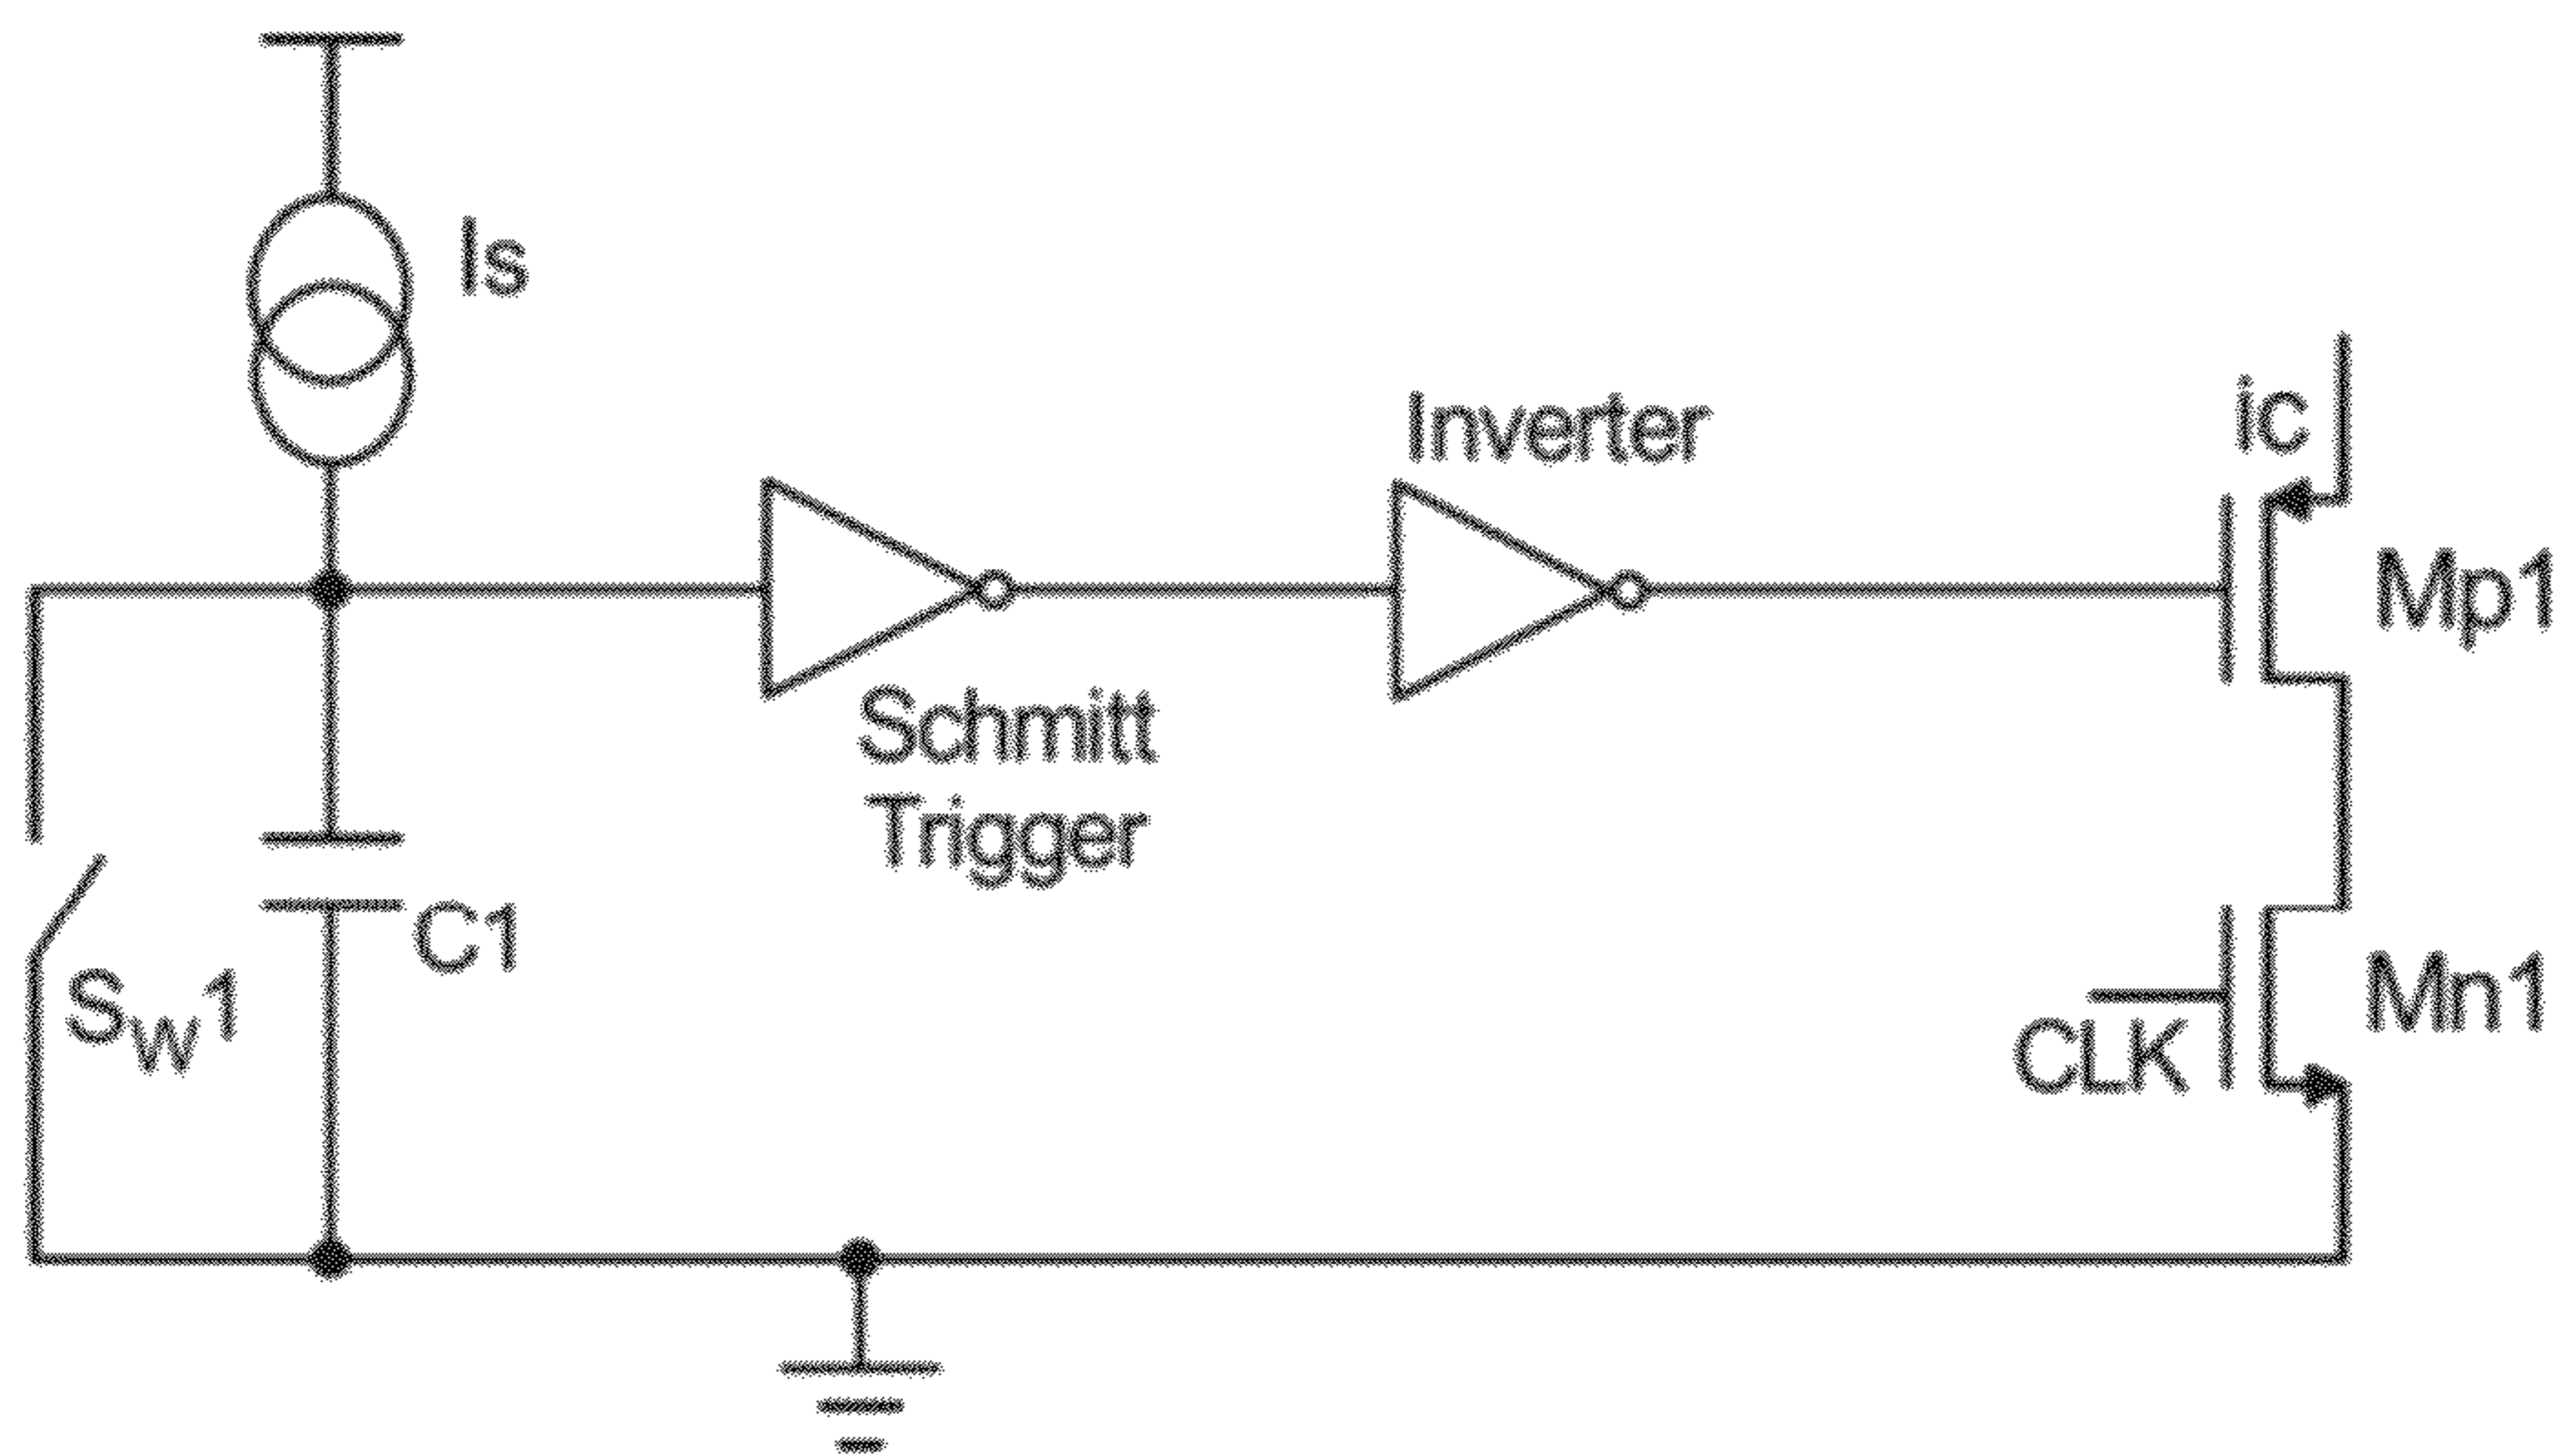 Is
Inverter
ic
Mp1
Schmitt
Trigger
C1
Sw1
Mn1
CLK